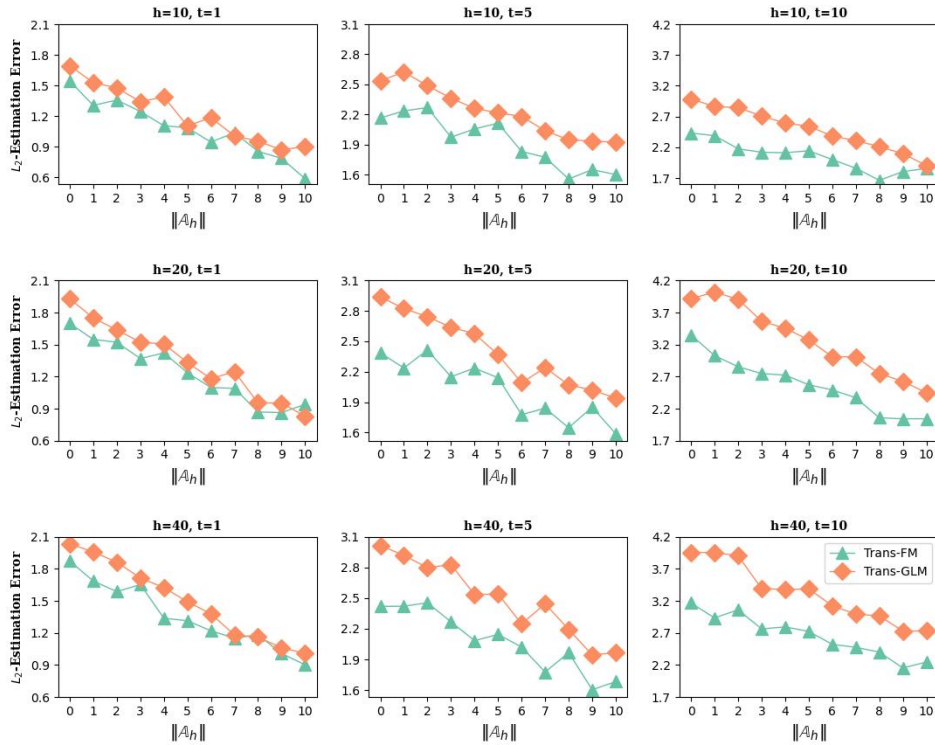 h=10, t=1
h=10, t=5
h=10, t=10
L₂-Estimation Error
2.1
1.8
1.5
1.2
0.9
0.6
3.1
2.8
2.5
2.2
1.9
1.6
4.2
3.7
3.2
2.7
2.2
1.7
0 1 2 3 4 5 6 7 8 9 10
0 1 2 3 4 5 6 7 8 9 10
0 1 2 3 4 5 6 7 8 9 10
‖𝔸ₕ‖
‖𝔸ₕ‖
‖𝔸ₕ‖
h=20, t=1
h=20, t=5
h=20, t=10
L₂-Estimation Error
2.1
1.8
1.5
1.2
0.9
0.6
3.1
2.8
2.5
2.2
1.9
1.6
4.2
3.7
3.2
2.7
2.2
1.7
0 1 2 3 4 5 6 7 8 9 10
0 1 2 3 4 5 6 7 8 9 10
0 1 2 3 4 5 6 7 8 9 10
‖𝔸ₕ‖
‖𝔸ₕ‖
‖𝔸ₕ‖
h=40, t=1
h=40, t=5
h=40, t=10
L₂-Estimation Error
2.1
1.8
1.5
1.2
0.9
0.6
3.1
2.8
2.5
2.2
1.9
1.6
4.2
3.7
3.2
2.7
2.2
1.7
Trans-FM
Trans-GLM
0 1 2 3 4 5 6 7 8 9 10
0 1 2 3 4 5 6 7 8 9 10
0 1 2 3 4 5 6 7 8 9 10
‖𝔸ₕ‖
‖𝔸ₕ‖
‖𝔸ₕ‖